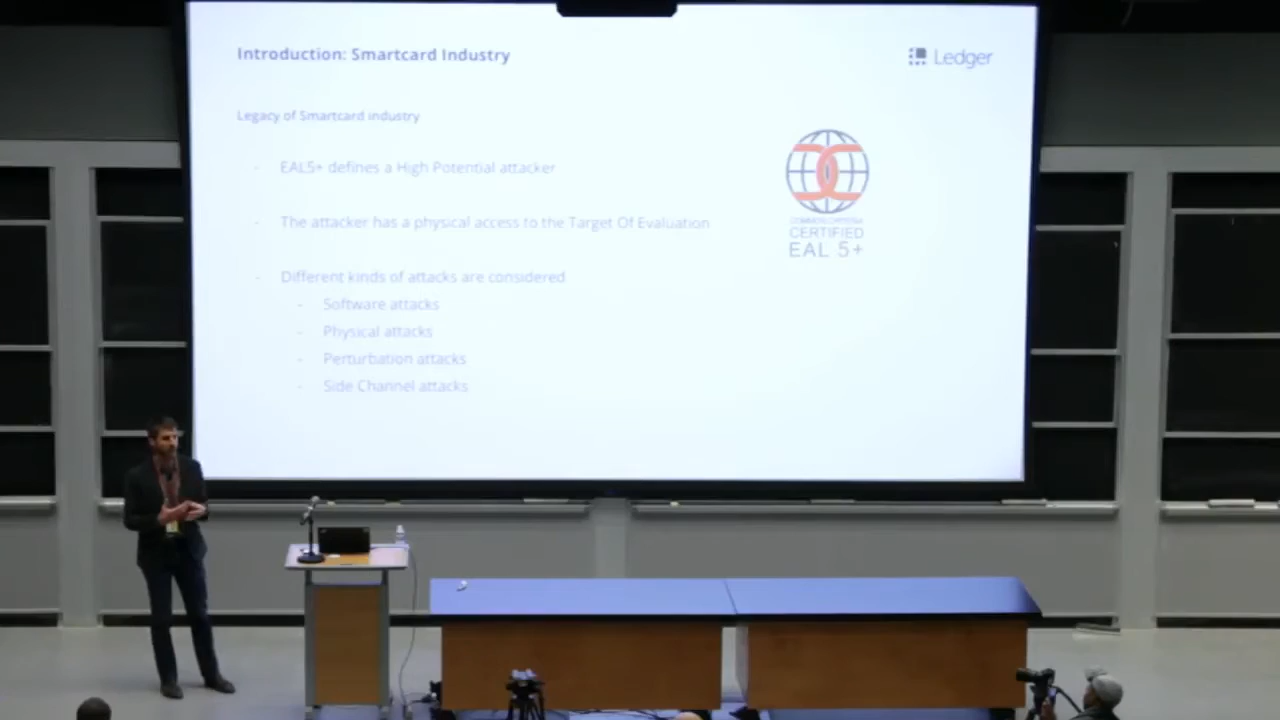 Introduction: Smartcard Industry
Ledger
Legacy of Smartcard industry
- EAL5+ defines a High Potential attacker
- The attacker has a physical access to the Target Of Evaluation
- Different kinds of attacks are considered
- Software attacks
- Physical attacks
- Perturbation attacks
- Side Channel attacks
COMMON CRITERIA
CERTIFIED
EAL 5+